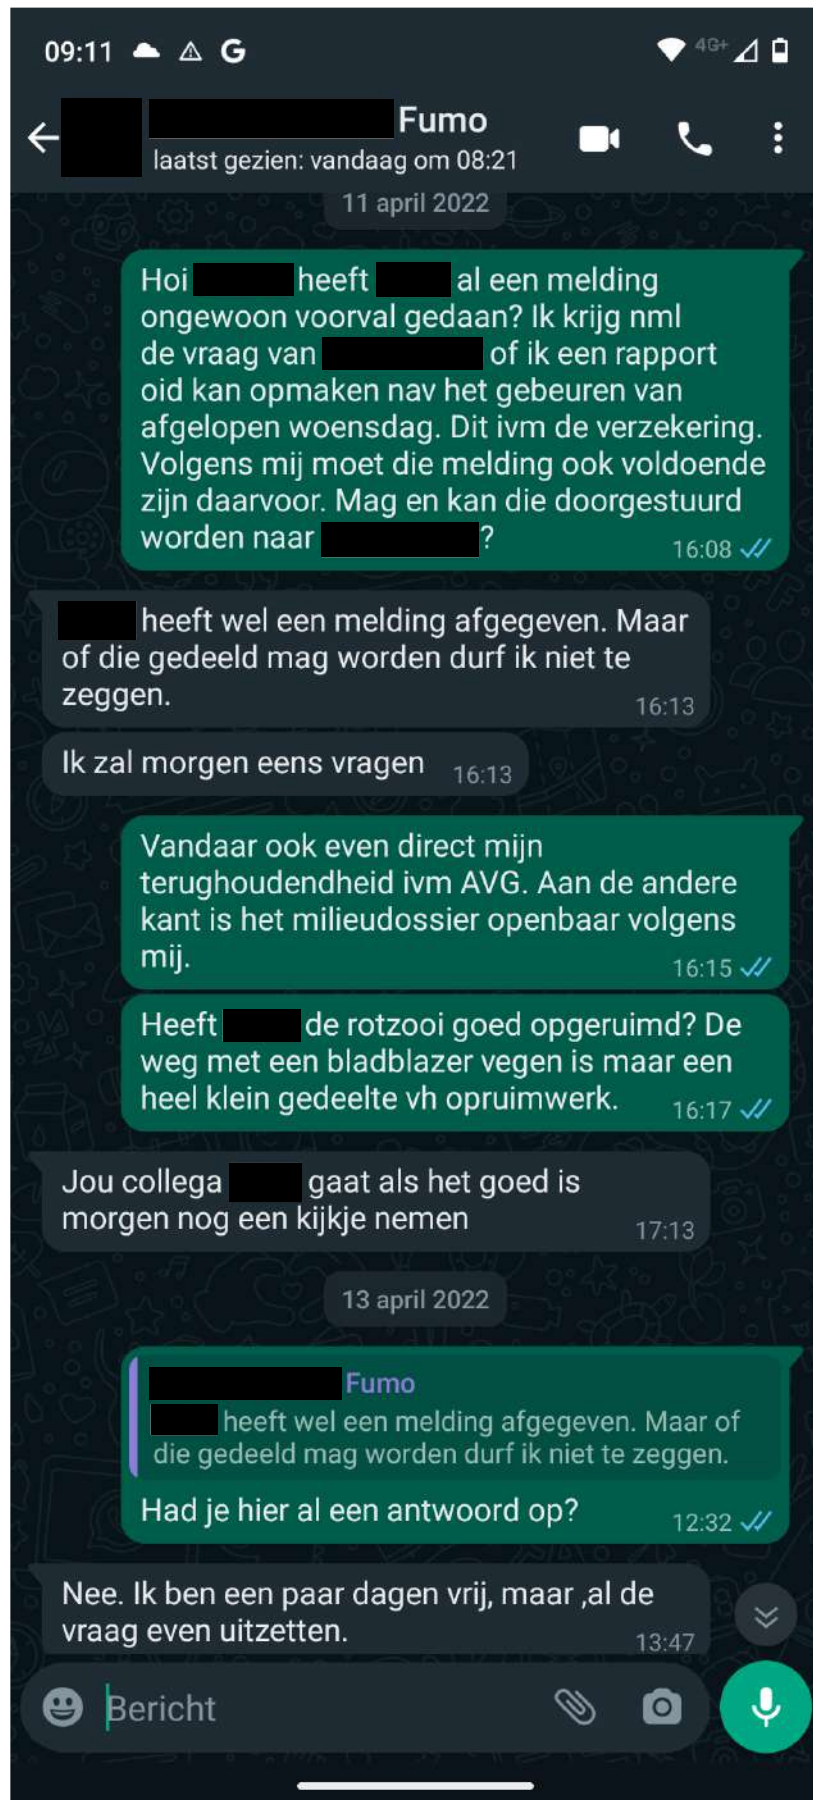 09:11 G 4G+
Fumo
laatst gezien: vandaag om 08:21
11 april 2022
Hoi heeft al een melding
ongewoon voorval gedaan? Ik krijg nml
de vraag van of ik een rapport
oid kan opmaken nav het gebeuren van
afgelopen woensdag. Dit ivm de verzekering.
Volgens mij moet die melding ook voldoende
zijn daarvoor. Mag en kan die doorgestuurd
worden naar ?
16:08
heeft wel een melding afgegeven. Maar
of die gedeeld mag worden durf ik niet te
zeggen.
16:13
Ik zal morgen eens vragen 16:13
Vandaar ook even direct mijn
terughoudendheid ivm AVG. Aan de andere
kant is het milieudossier openbaar volgens
mij.
16:15
Heeft de rotzooi goed opgeruimd? De
weg met een bladblazer vegen is maar een
heel klein gedeelte vh opruimwerk.
16:17
Jou collega gaat als het goed is
morgen nog een kijkje nemen
17:13
13 april 2022
Fumo
heeft wel een melding afgegeven. Maar of
die gedeeld mag worden durf ik niet te zeggen.
Had je hier al een antwoord op?
12:32
Nee. Ik ben een paar dagen vrij, maar ,al de
vraag even uitzetten.
13:47
Bericht